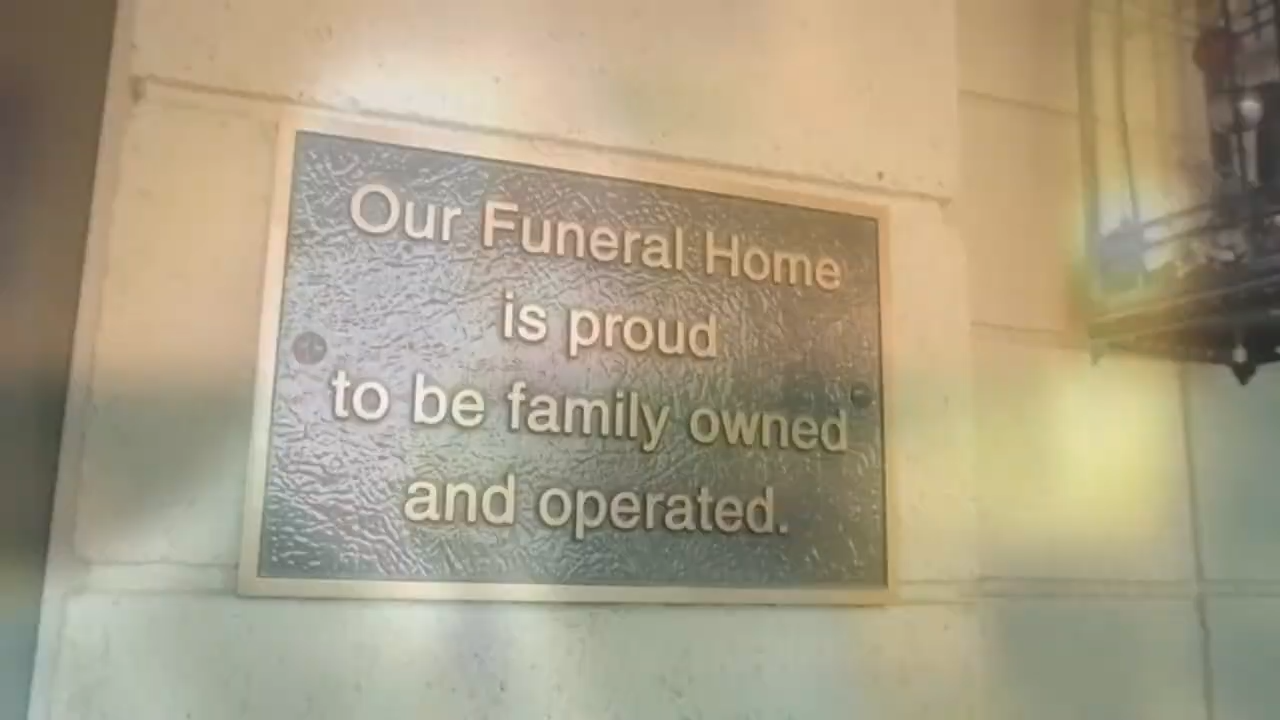 Our Funeral Home
is proud
to be family owned
and operated.